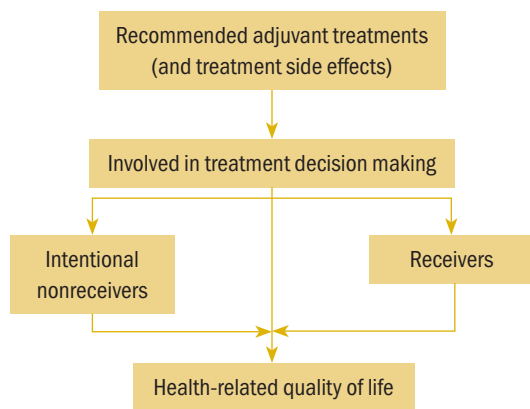 Recommended adjuvant treatments
(and treatment side effects)
Involved in treatment decision making
Intentional
nonreceivers
Receivers
Health-related quality of life